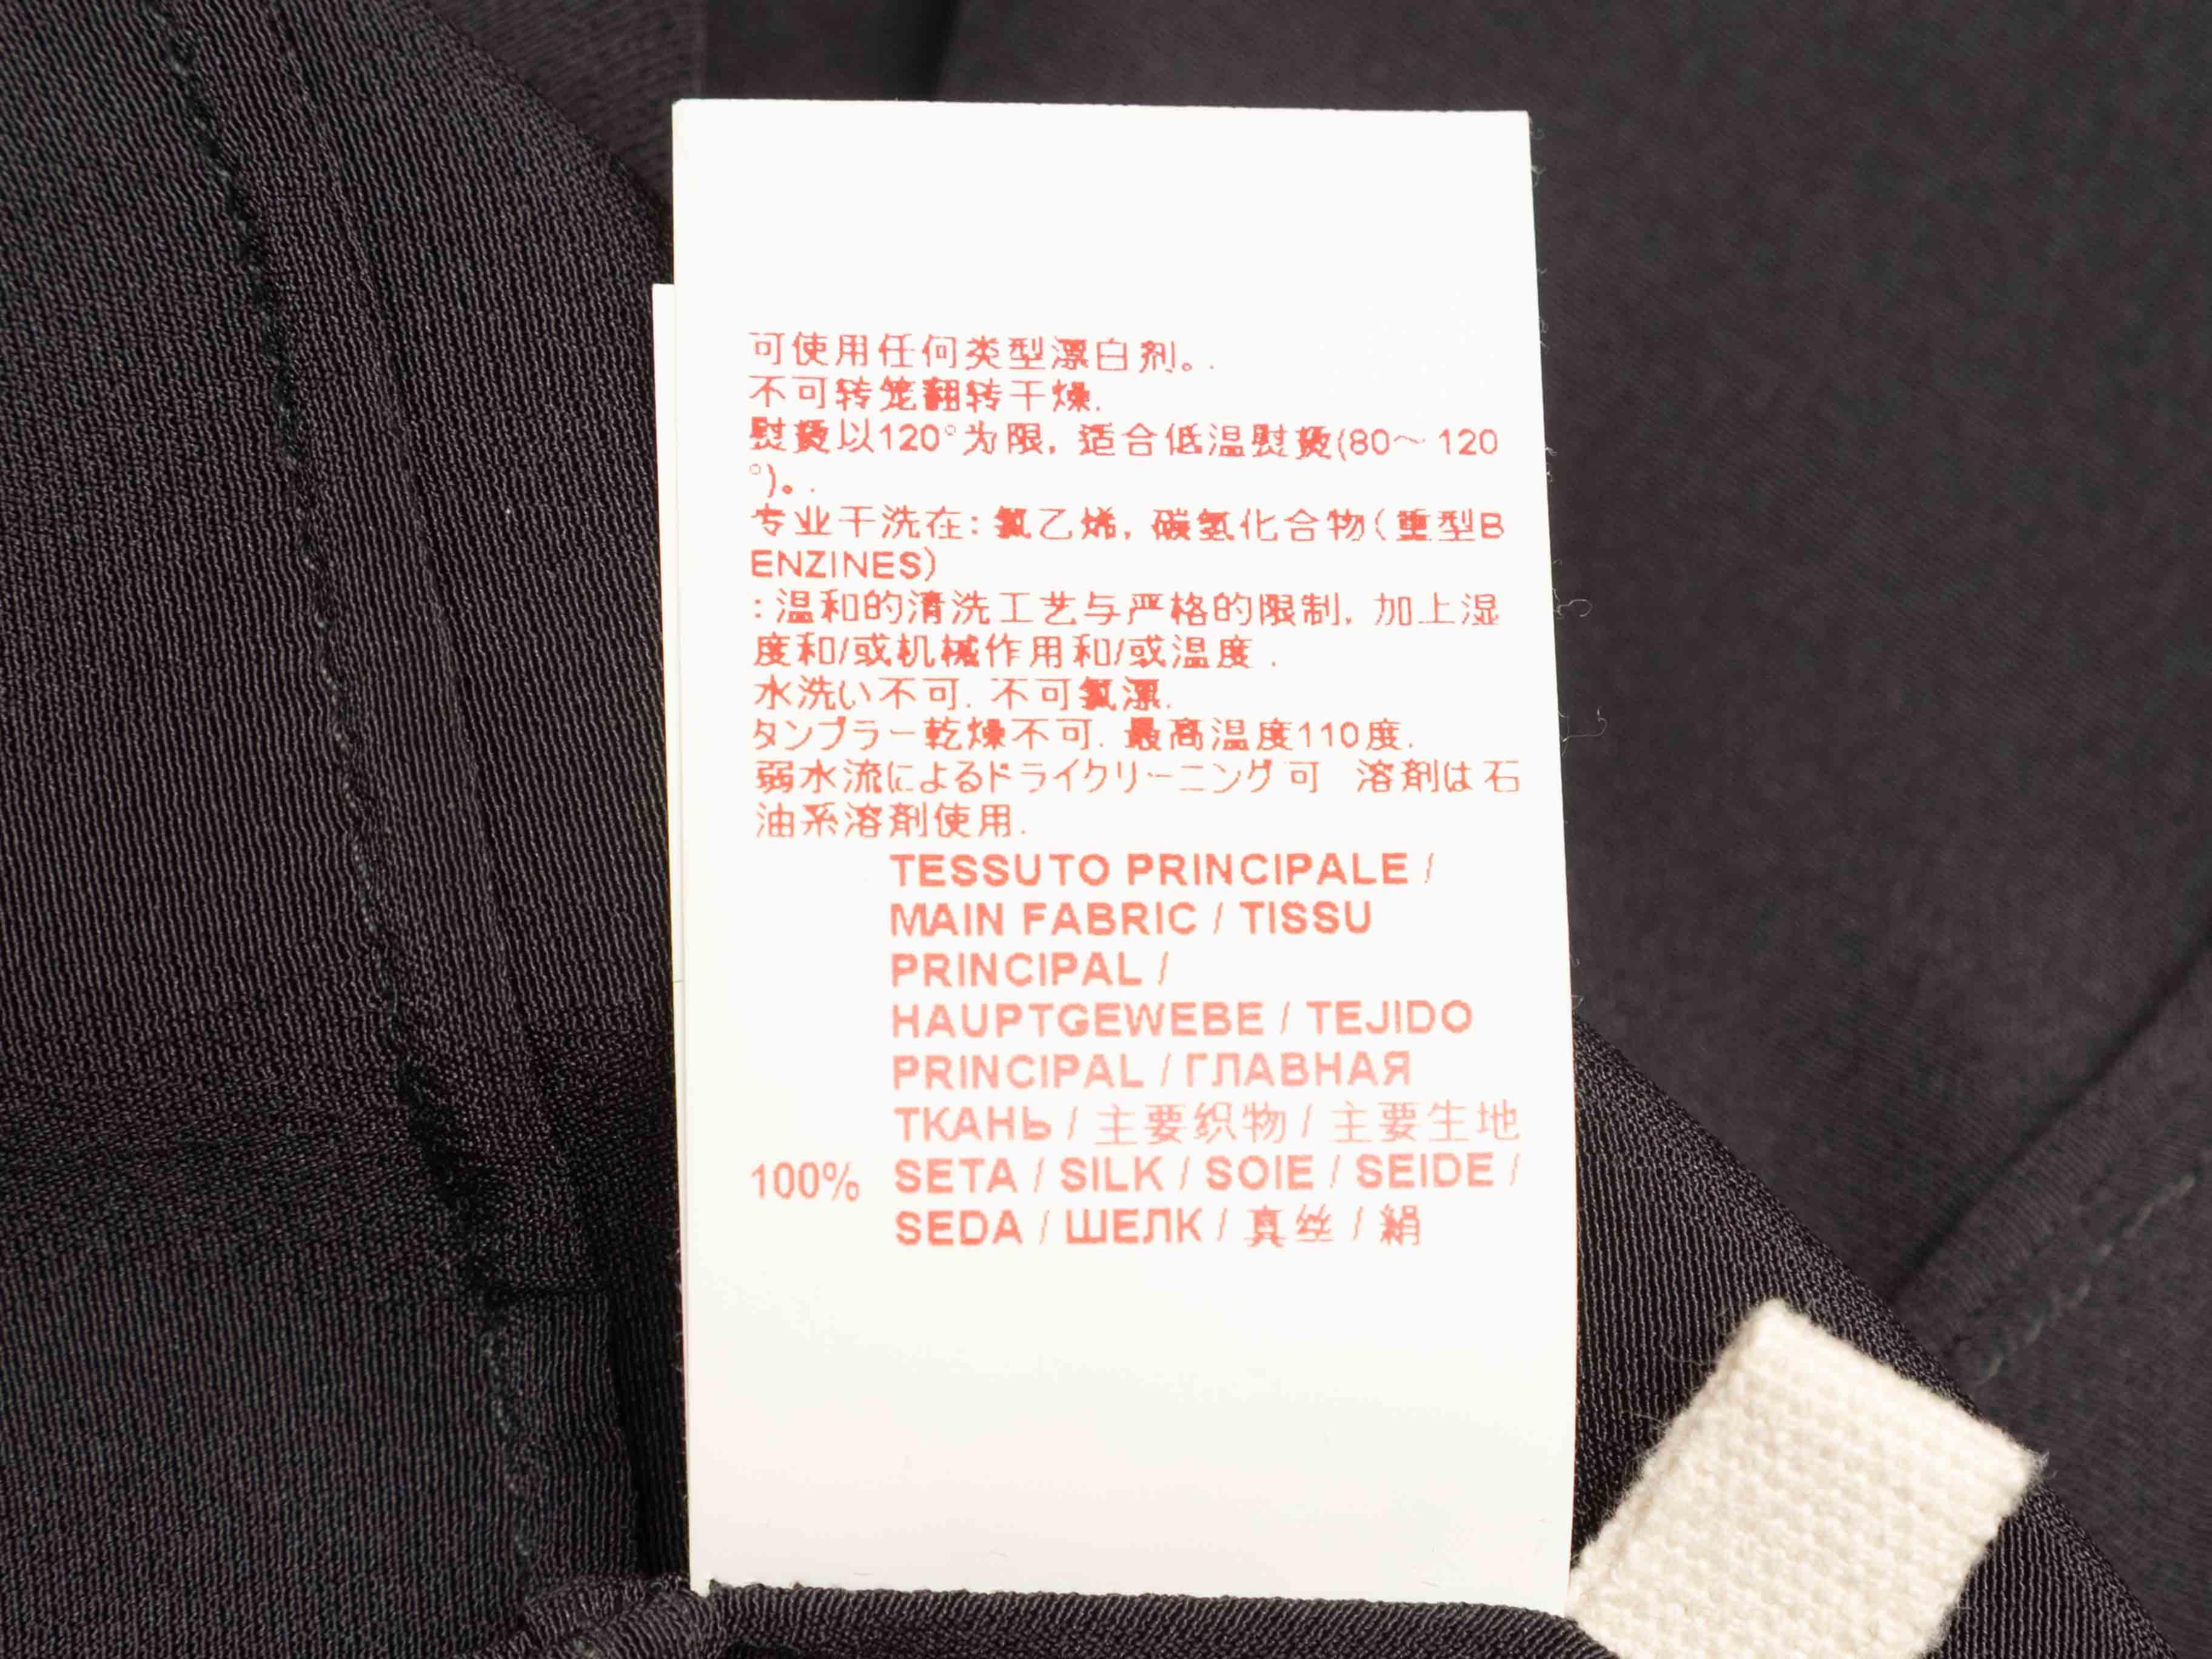 可使用任何类型漂白剂。.
不可转笼翻转干燥.
熨烫以120°为限, 适合低温熨烫(80～120
°)。.
专业干洗在: 氯乙烯, 碳氢化合物(重型B
ENZINES)
:温和的清洗工艺与严格的限制, 加上湿
度和/或机械作用和/或温度 .
水洗い不可. 不可氯漂.
タンブラー乾燥不可. 最高温度110度.
弱水流によるドライクリーニング可 溶剤は石
油系溶剤使用.
TESSUTO PRINCIPALE /
MAIN FABRIC / TISSU
PRINCIPAL /
HAUPTGEWEBE / TEJIDO
PRINCIPAL / ГЛАВНАЯ
ТКАНЬ / 主要织物 / 主要生地
100% SETA / SILK / SOIE / SEIDE /
SEDA / ШЕЛК / 真丝 / 絹